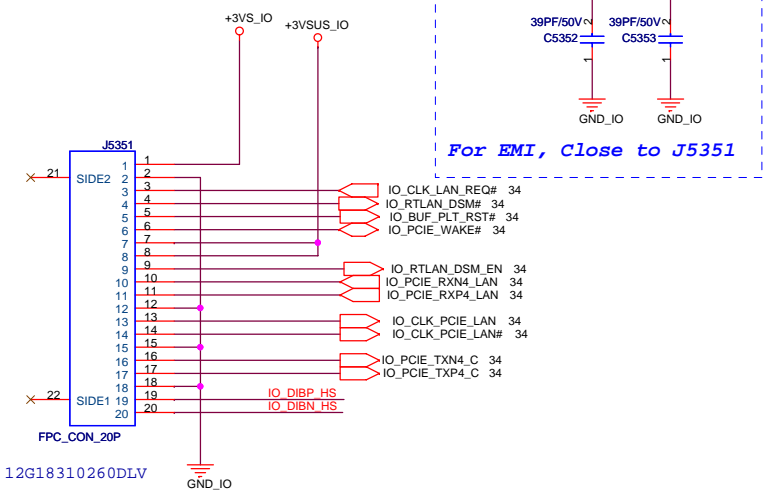 39PF/50V 2 39PF/50V 2
C5352 C5353
1 1
GND_IO GND_IO
For EMI, Close to J5351
+3VS_IO
+3VSUS_IO
J5351
1 1
21 SIDE2 2 2
3 3 IO_CLK_LAN_REQ# 34
4 4 IO_RTLAN_DSM# 34
5 5 IO_BUF_PLT_RST# 34
6 6 IO_PCIE_WAKE# 34
7 7
8 8
9 9 IO_RTLAN_DSM_EN 34
10 10 IO_PCIE_RXN4_LAN 34
11 11 IO_PCIE_RXP4_LAN 34
12 12
13 13 IO_CLK_PCIE_LAN 34
14 14 IO_CLK_PCIE_LAN# 34
15 15
16 16 IO_PCIE_TXN4_C 34
17 17 IO_PCIE_TXP4_C 34
18 18
22 SIDE1 19 19 IO_DIBP_HS
20 20 IO_DIBN_HS
FPC_CON_20P
12G18310260DLV
GND_IO